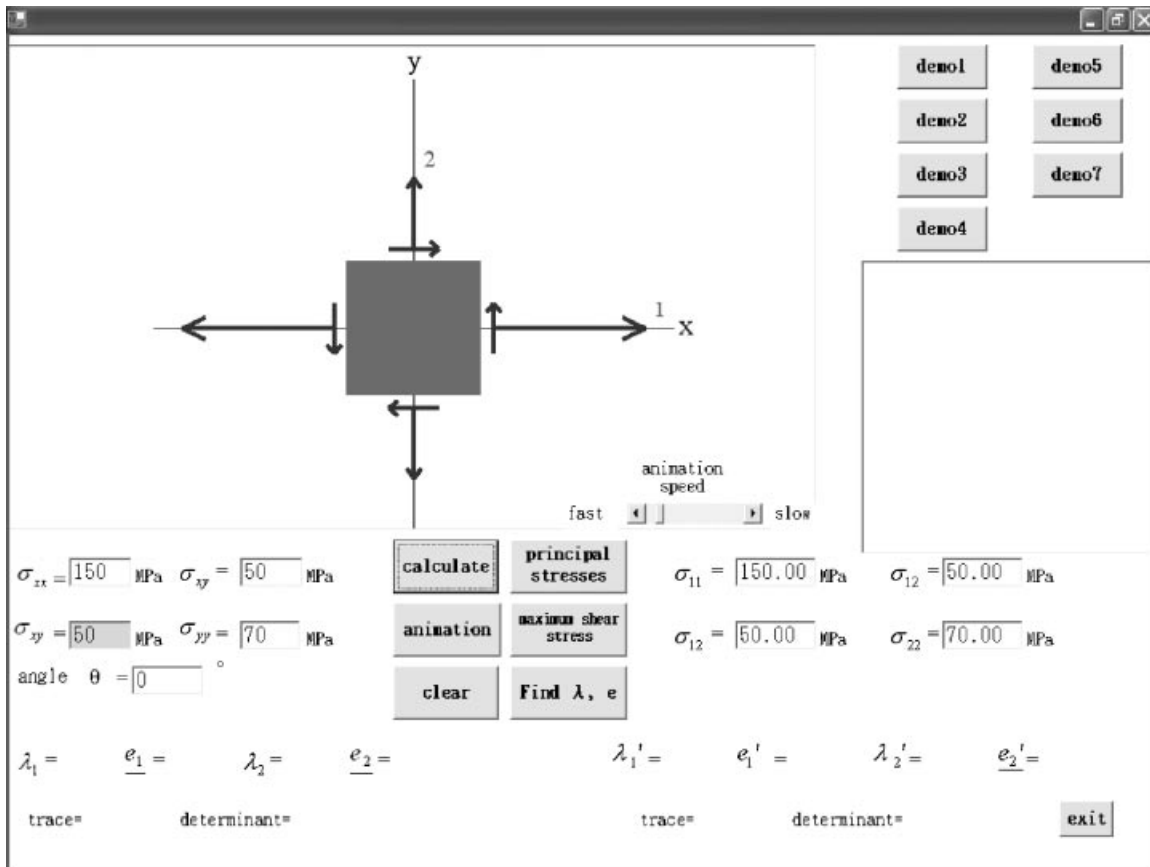 y
2
1
x
animation
speed
fast slow
demo1 demo5
demo2 demo6
demo3 demo7
demo4
σxx = 150 MPa σxy = 50 MPa
σxy = 50 MPa σyy = 70 MPa
angle θ = 0 °
calculate principal stresses
animation maximum shear stress
clear Find λ, e
σ11 = 150.00 MPa σ12 = 50.00 MPa
σ12 = 50.00 MPa σ22 = 70.00 MPa
λ1 = e1 = λ2 = e2 =
λ1' = e1' = λ2' = e2' =
trace= determinant=
trace= determinant=
exit